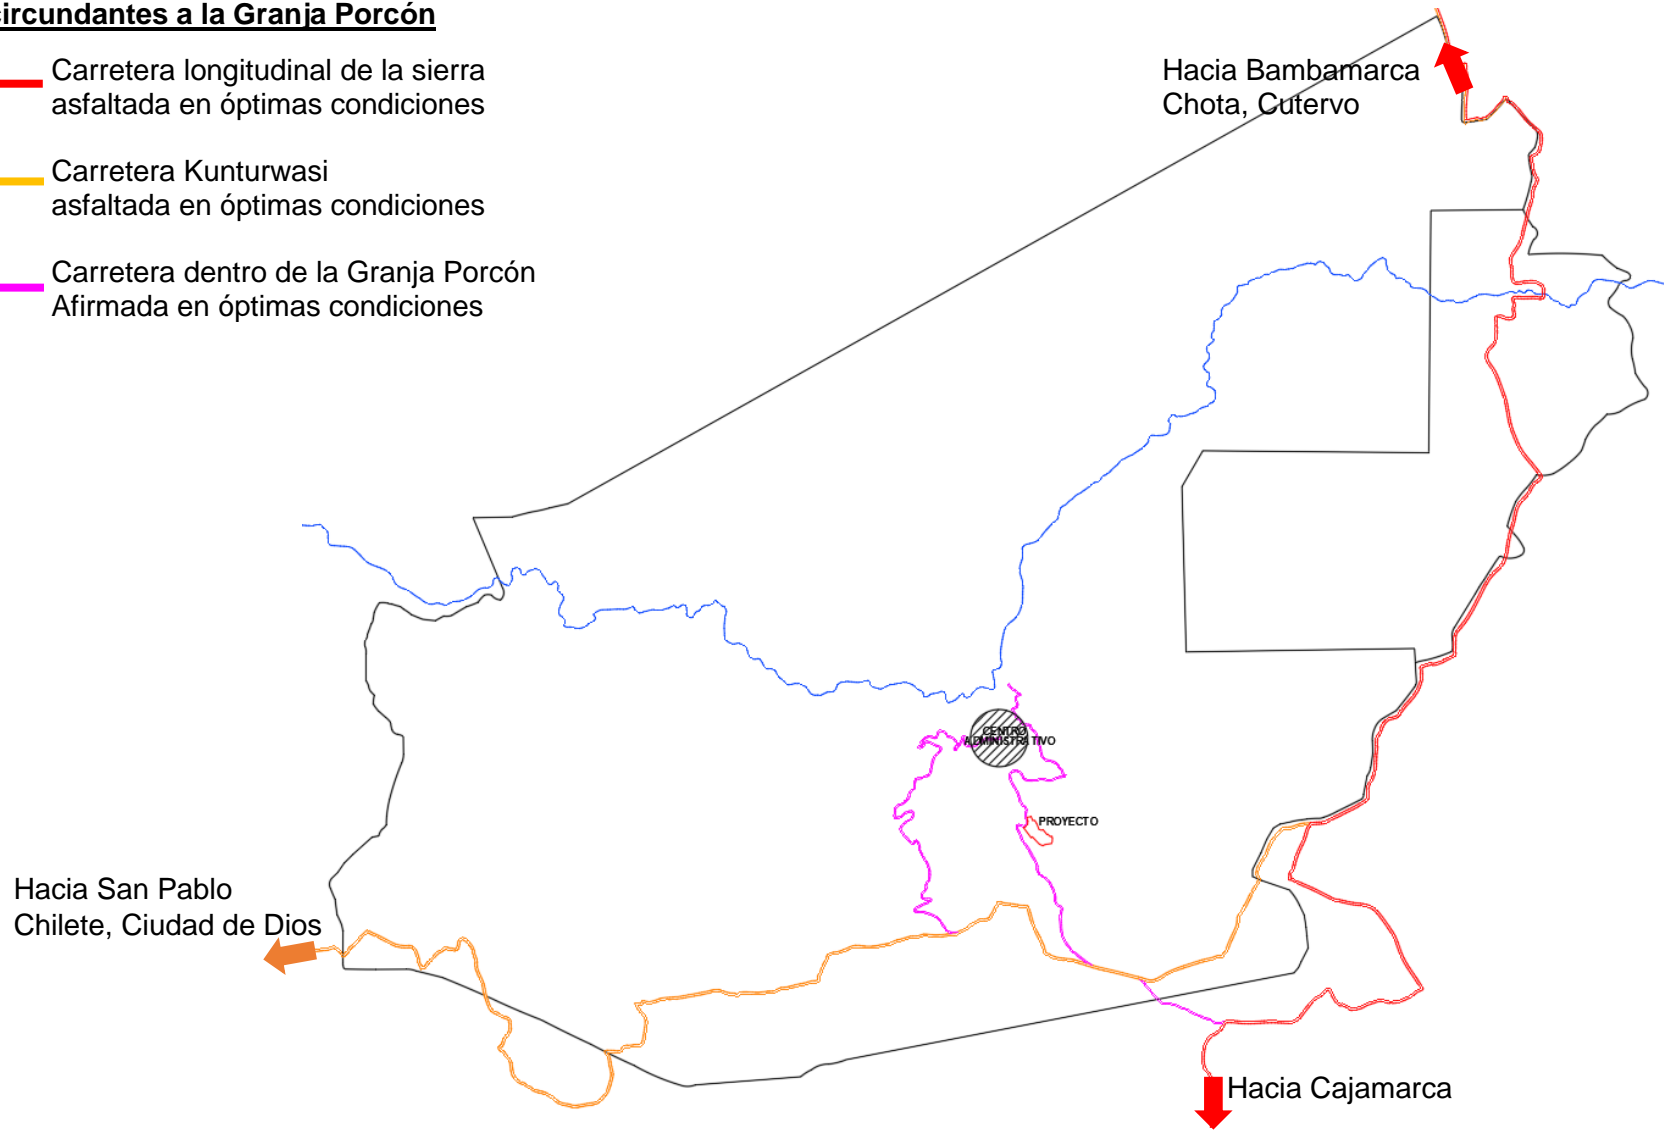 circundantes a la Granja Porcón
Carretera longitudinal de la sierra
asfaltada en óptimas condiciones
Carretera Kunturwasi
asfaltada en óptimas condiciones
Carretera dentro de la Granja Porcón
Afirmada en óptimas condiciones
Hacia Bambamarca
Chota, Cutervo
CENTRO
ADMINISTRATIVO
PROYECTO
Hacia San Pablo
Chilete, Ciudad de Dios
Hacia Cajamarca